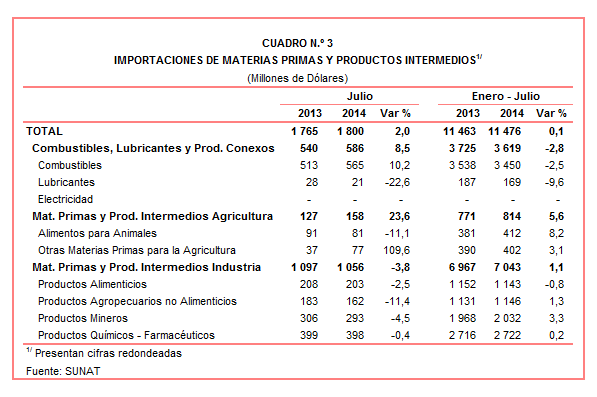 CUADRO N.º 3
IMPORTACIONES DE MATERIAS PRIMAS Y PRODUCTOS INTERMEDIOS1/
(Millones de Dólares)
Julio Enero - Julio
2013 2014 Var % 2013 2014 Var %
TOTAL 1 765 1 800 2,0 11 463 11 476 0,1
Combustibles, Lubricantes y Prod. Conexos 540 586 8,5 3 725 3 619 -2,8
Combustibles 513 565 10,2 3 538 3 450 -2,5
Lubricantes 28 21 -22,6 187 169 -9,6
Electricidad - - - - - -
Mat. Primas y Prod. Intermedios Agricultura 127 158 23,6 771 814 5,6
Alimentos para Animales 91 81 -11,1 381 412 8,2
Otras Materias Primas para la Agricultura 37 77 109,6 390 402 3,1
Mat. Primas y Prod. Intermedios Industria 1 097 1 056 -3,8 6 967 7 043 1,1
Productos Alimenticios 208 203 -2,5 1 152 1 143 -0,8
Productos Agropecuarios no Alimenticios 183 162 -11,4 1 131 1 146 1,3
Productos Mineros 306 293 -4,5 1 968 2 032 3,3
Productos Químicos - Farmacéuticos 399 398 -0,4 2 716 2 722 0,2
1/ Presentan cifras redondeadas
Fuente: SUNAT